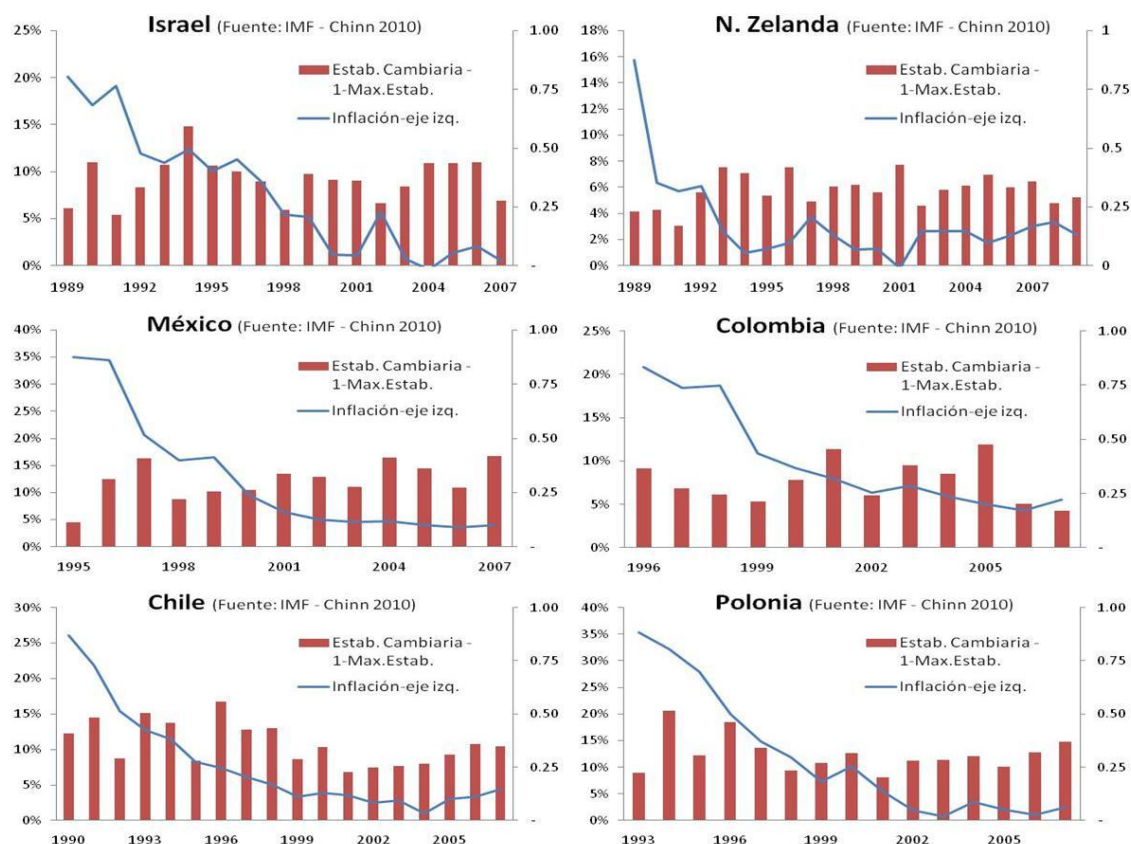 Israel (Fuente: IMF - Chinn 2010)
25%
20%
15%
10%
5%
0%
1.00
0.75
0.50
0.25
-
Estab. Cambiaria -
1-Max.Estab.
Inflación-eje izq.
1989 1992 1995 1998 2001 2004 2007
N. Zelanda (Fuente: IMF - Chinn 2010)
18%
16%
14%
12%
10%
8%
6%
4%
2%
0%
1
0.75
0.50
0.25
0
Estab. Cambiaria -
1-Max.Estab.
Inflación-eje izq.
1989 1992 1995 1998 2001 2004 2007
México (Fuente: IMF - Chinn 2010)
40%
35%
30%
25%
20%
15%
10%
5%
0%
1.00
0.75
0.50
0.25
-
Estab. Cambiaria -
1-Max.Estab.
Inflación-eje izq.
1995 1998 2001 2004 2007
Colombia (Fuente: IMF - Chinn 2010)
25%
20%
15%
10%
5%
0%
1.00
0.75
0.50
0.25
-
Estab. Cambiaria -
1-Max.Estab.
Inflación-eje izq.
1996 1999 2002 2005
Chile (Fuente: IMF - Chinn 2010)
30%
25%
20%
15%
10%
5%
0%
1.00
0.75
0.50
0.25
-
Estab. Cambiaria -
1-Max.Estab.
Inflación-eje izq.
1990 1993 1996 1999 2002 2005
Polonia (Fuente: IMF - Chinn 2010)
40%
35%
30%
25%
20%
15%
10%
5%
0%
1.00
0.75
0.50
0.25
-
Estab. Cambiaria -
1-Max.Estab.
Inflación-eje izq.
1993 1996 1999 2002 2005